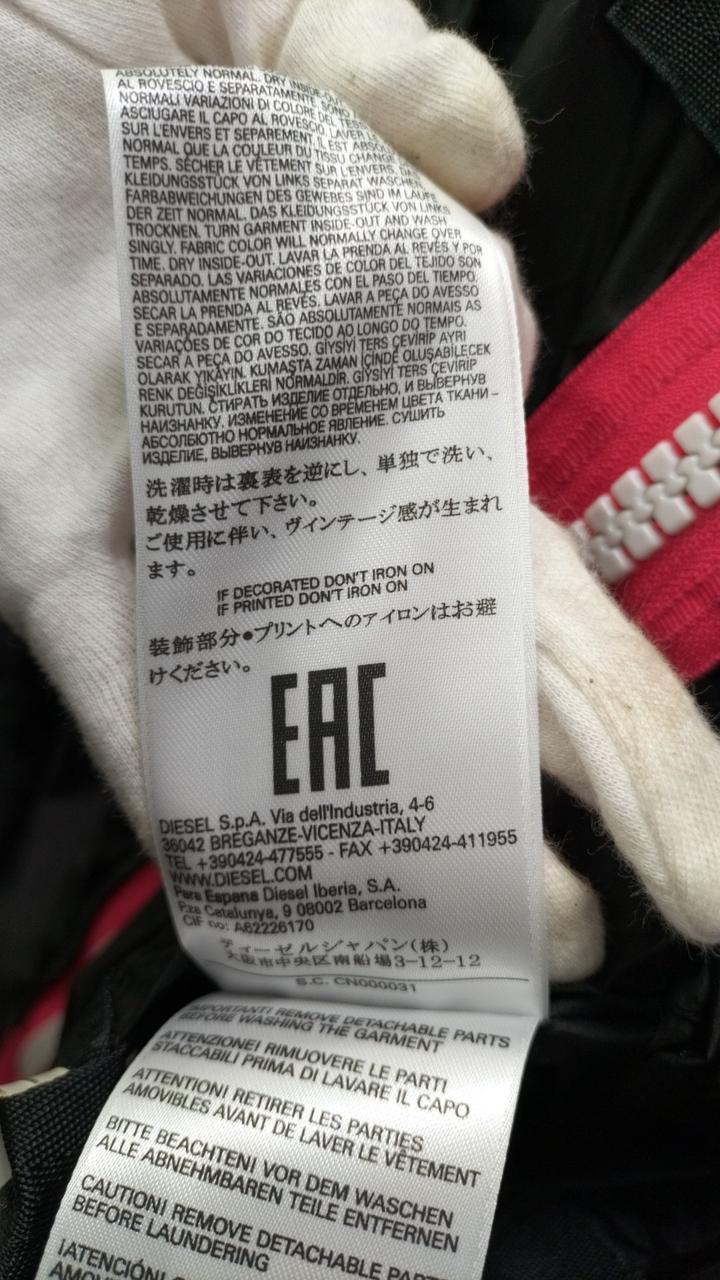 ABSOLUTELY NORMAL. DRY INSIDE-OUT
AL ROVESCIO E SEPARATAMENTE. SONO
NORMALI VARIAZIONI DI COLORE DEL
ASCIUGARE IL CAPO AL ROVESCIO. LAVER
SUR L'ENVERS ET SEPAREMENT. IL EST
NORMAL QUE LA COULEUR DU TISSU CHANGE
TEMPS. SÉCHER LE VÊTEMENT SUR L'ENVERS.
KLEIDUNGSSTÜCK VON LINKS SEPARAT WASCHEN.
FARBABWEICHUNGEN DES GEWEBES SIND IM LAUFE
DER ZEIT NORMAL. DAS KLEIDUNGSSTÜCK VON LINKS
TROCKNEN. TURN GARMENT INSIDE-OUT AND WASH
SINGLY. FABRIC COLOR WILL NORMALLY CHANGE OVER
TIME. DRY INSIDE-OUT. LAVAR LA PRENDA AL REVÉS Y POR
SEPARADO. LAS VARIACIONES DE COLOR DEL TEJIDO SON
ABSOLUTAMENTE NORMALES CON EL PASO DEL TIEMPO.
SECAR LA PRENDA AL REVÉS. LAVAR A PEÇA DO AVESSO
E SEPARADAMENTE. SÃO ABSOLUTAMENTE NORMAIS AS
VARIAÇÕES DE COR DO TECIDO AO LONGO DO TEMPO.
SECAR A PEÇA DO AVESSO. GİYSİYİ TERS ÇEVİRİP AYRI
OLARAK YIKAYIN. KUMAŞTA ZAMAN İÇİNDE OLUŞABİLECEK
RENK DEĞİŞİKLİKLERİ NORMALDİR. GİYSİYİ TERS ÇEVİRİP
KURUTUN. СТИРАТЬ ИЗДЕЛИЕ ОТДЕЛЬНО, И ВЫВЕРНУВ
НАИЗНАНКУ. ИЗМЕНЕНИЕ СО ВРЕМЕНЕМ ЦВЕТА ТКАНИ –
АБСОЛЮТНО НОРМАЛЬНОЕ ЯВЛЕНИЕ. СУШИТЬ
ИЗДЕЛИЕ, ВЫВЕРНУВ НАИЗНАНКУ.
洗濯時は裏表を逆にし、単独で洗い、
乾燥させて下さい。
ご使用に伴い、ヴィンテージ感が生まれ
ます。
IF DECORATED DON'T IRON ON
IF PRINTED DON'T IRON ON
装飾部分●プリントへのアイロンはお避
けください。
EAC
DIESEL S.p.A. Via dell'Industria, 4-6
36042 BREGANZE-VICENZA-ITALY
TEL +390424-477555 - FAX +390424-411955
WWW.DIESEL.COM
Para Espana Diesel Iberia, S.A.
P.za Catalunya, 9 08002 Barcelona
CIF no: A62226170
ディーゼルジャパン(株)
大阪市中央区南船場3-12-12
S.C. CN000031
IMPORTANT! REMOVE DETACHABLE PARTS
BEFORE WASHING THE GARMENT
ATTENZIONE! RIMUOVERE LE PARTI
STACCABILI PRIMA DI LAVARE IL CAPO
ATTENTION! RETIRER LES PARTIES
AMOVIBLES AVANT DE LAVER LE VÊTEMENT
BITTE BEACHTEN! VOR DEM WASCHEN
ALLE ABNEHMBAREN TEILE ENTFERNEN
CAUTION! REMOVE DETACHABLE PARTS
BEFORE LAUNDERING
¡ATENCIÓN!